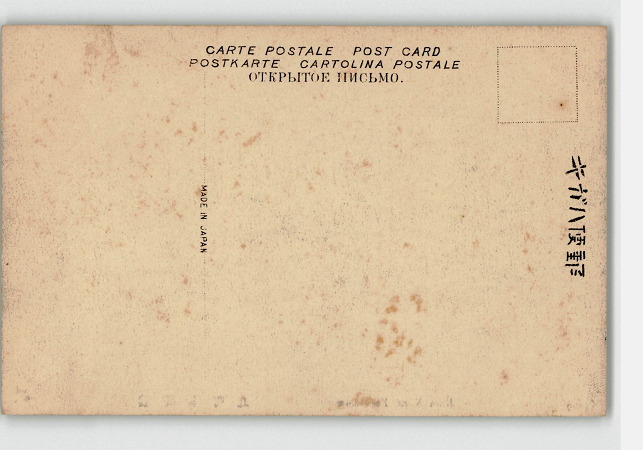 CARTE POSTALE POST CARD
POSTKARTE CARTOLINA POSTALE
ОТКРЫТОЕ ПИСЬМО.
MADE IN JAPAN
キガハ便郵